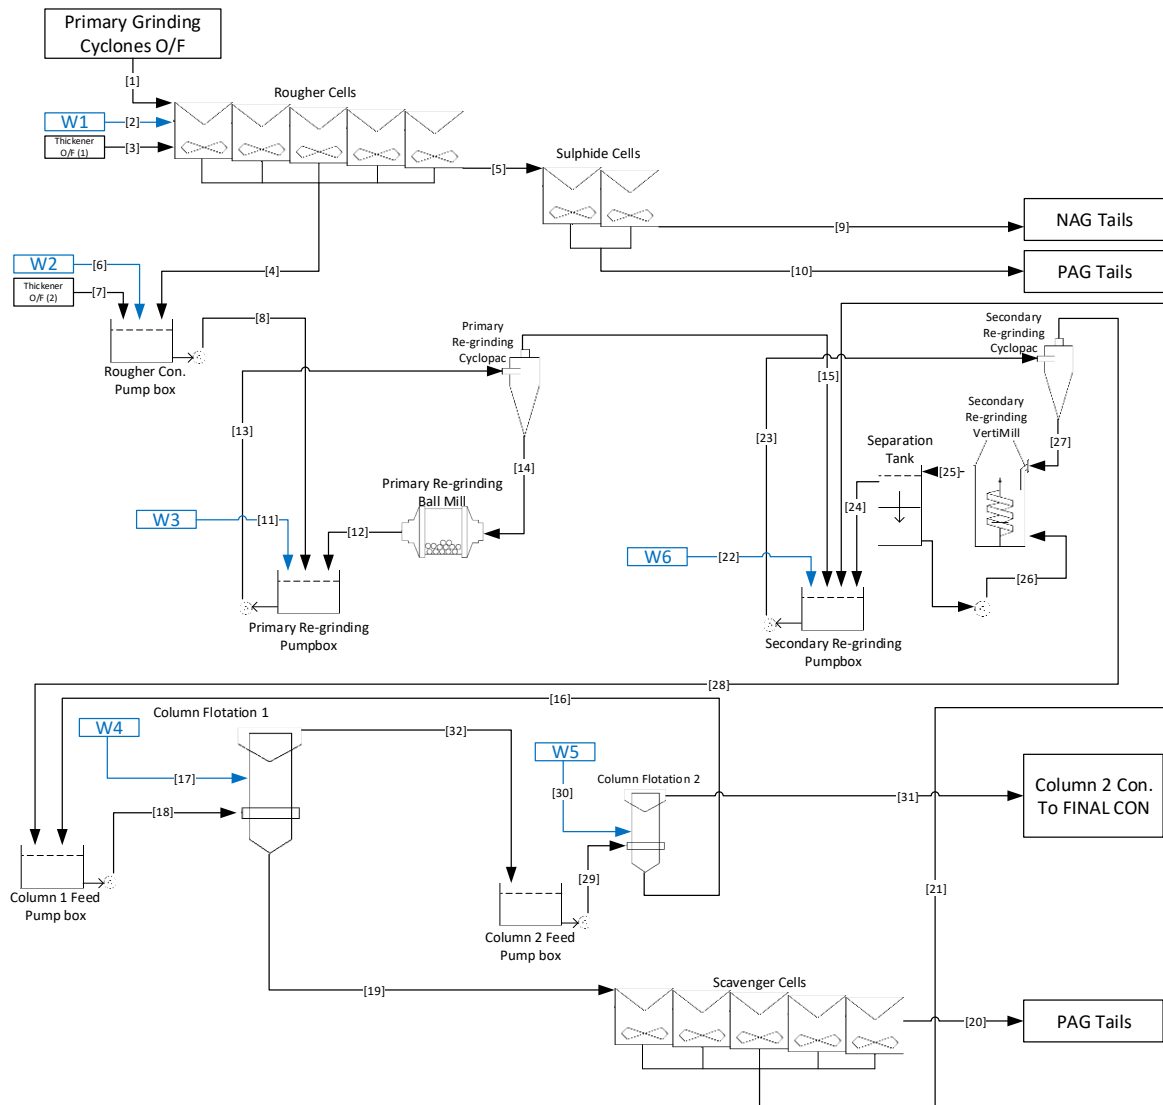 Primary Grinding
Cyclones O/F
[1]
Rougher Cells
W1
[2]
Thickener
O/F (1)
[3]
[5]
Sulphide Cells
[9]
NAG Tails
[10]
PAG Tails
W2
[6]
Thickener
O/F (2)
[7]
[4]
[8]
Rougher Con.
Pump box
Primary
Re-grinding
Cyclopac
[13]
[14]
Primary Re-grinding
Ball Mill
W3
[11]
[12]
Primary Re-grinding
Pumpbox
[15]
Secondary
Re-grinding
Cyclopac
[23]
Secondary
Re-grinding
VertiMill
[27]
Separation
Tank
[25]
[24]
W6
[22]
[26]
Secondary Re-grinding
Pumpbox
[28]
[16]
Column Flotation 1
W4
[17]
[32]
W5
[30]
Column Flotation 2
[31]
Column 2 Con.
To FINAL CON
[18]
Column 1 Feed
Pump box
[29]
Column 2 Feed
Pump box
[21]
[19]
Scavenger Cells
[20]
PAG Tails